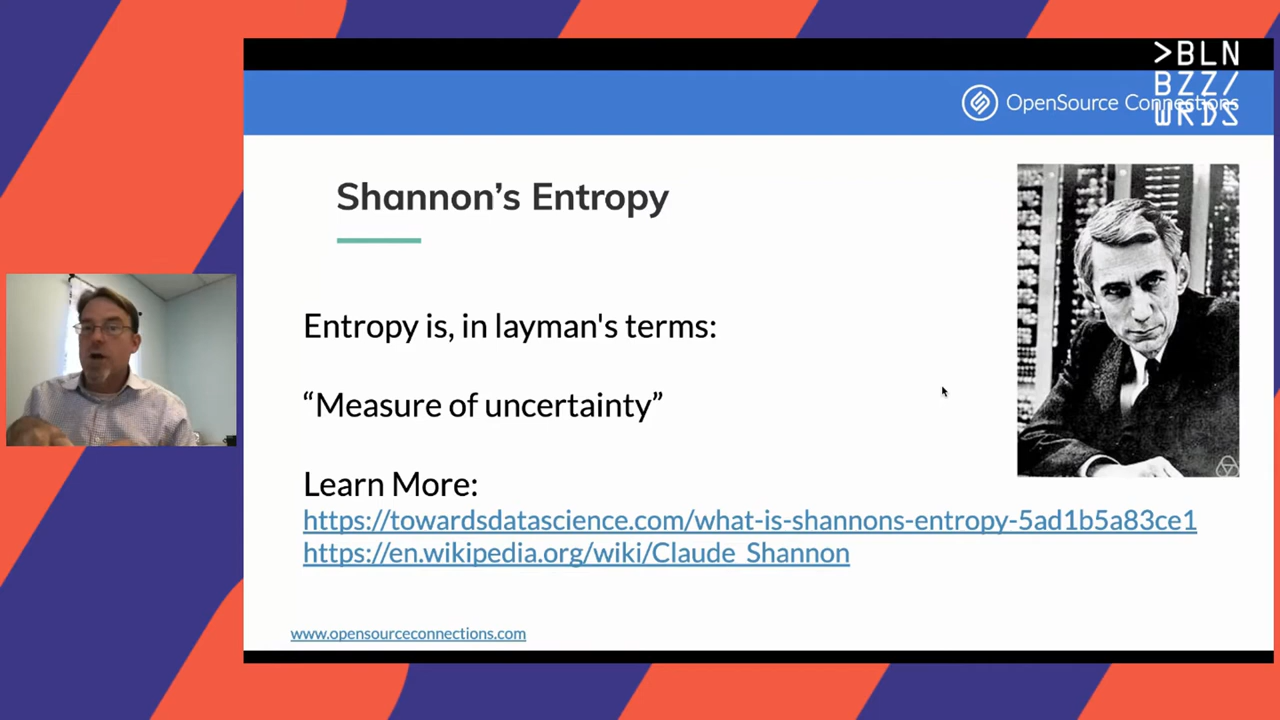 >BLN
BZZ/
WRDS
OpenSource Connections
Shannon's Entropy
Entropy is, in layman's terms:
“Measure of uncertainty”
Learn More:
https://towardsdatascience.com/what-is-shannons-entropy-5ad1b5a83ce1
https://en.wikipedia.org/wiki/Claude_Shannon
www.opensourceconnections.com